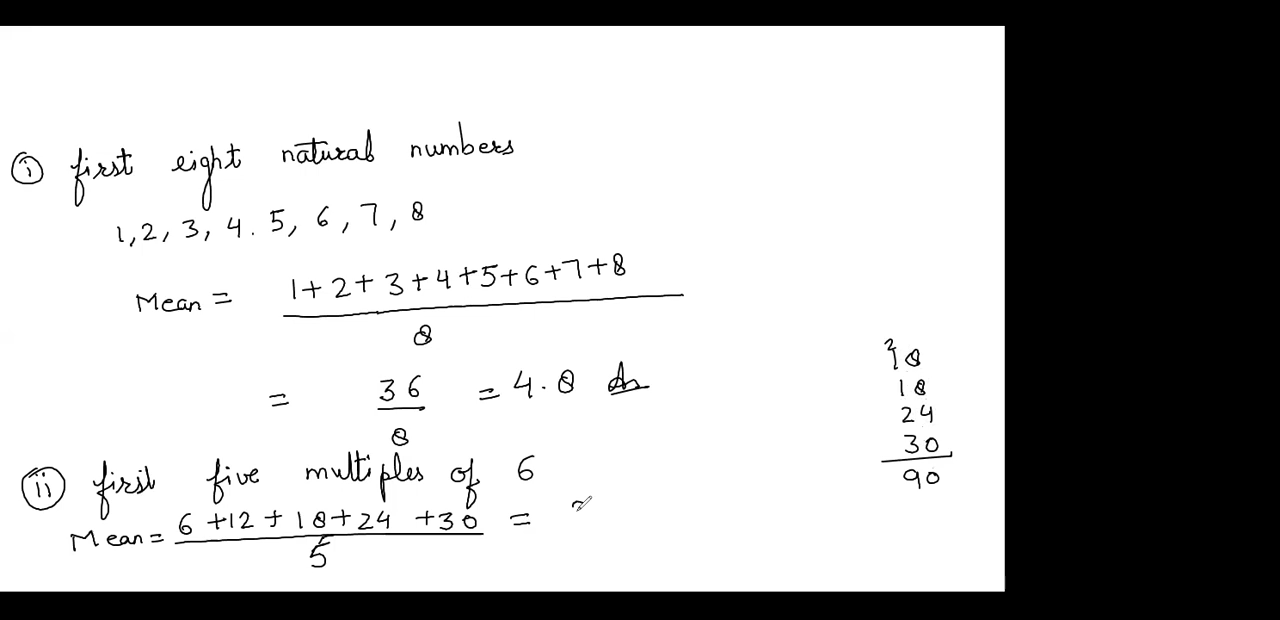 (i) first eight natural numbers
1, 2, 3, 4. 5, 6, 7, 8
Mean = 1+2+3+4+5+6+7+8
8
= 36 = 4.8 Ans
8
(ii) first five multiples of 6
Mean = 6 +12 + 18 + 24 +30 =
5
2
18
18
24
30
90